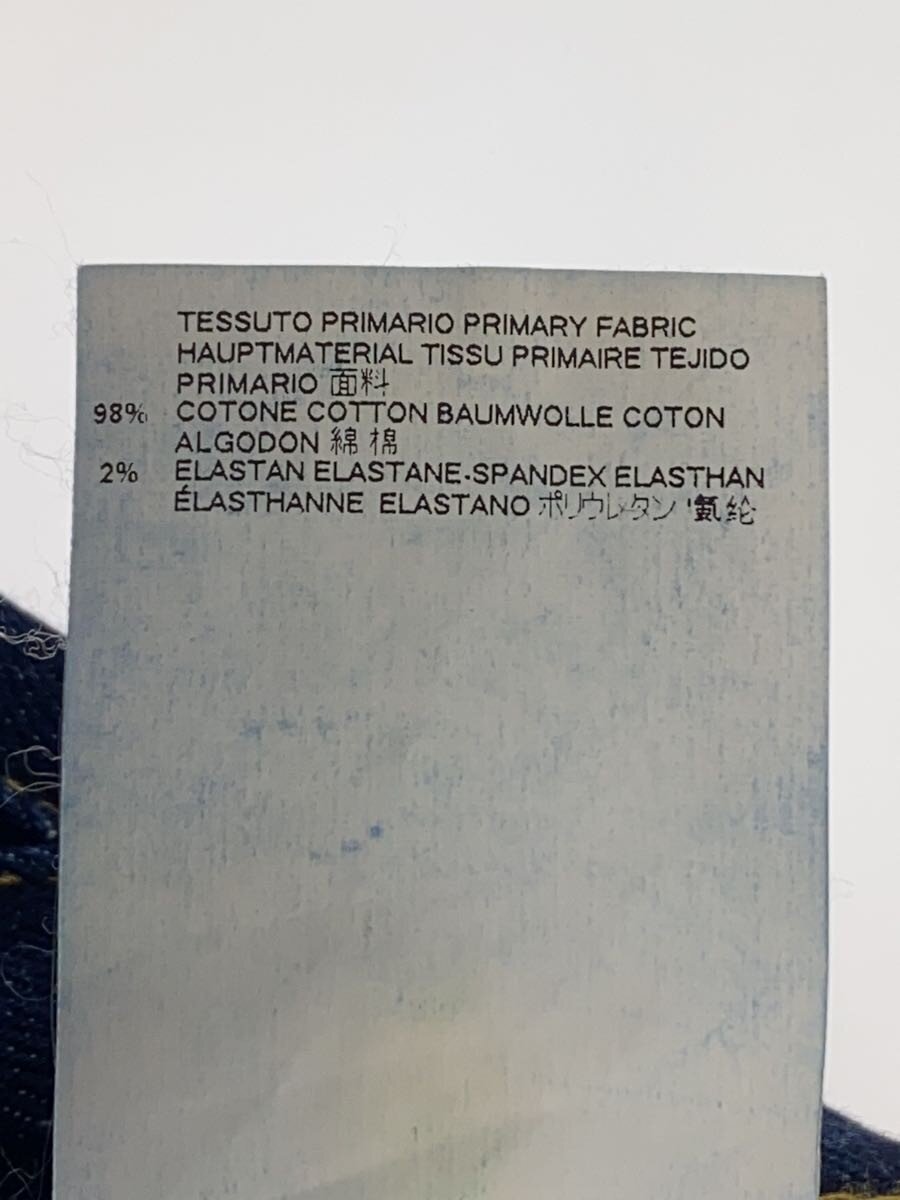 TESSUTO PRIMARIO PRIMARY FABRIC
HAUPTMATERIAL TISSU PRIMAIRE TEJIDO
PRIMARIO 面料
98% COTONE COTTON BAUMWOLLE COTON
ALGODON 綿 棉
2% ELASTAN ELASTANE-SPANDEX ELASTHAN
ÉLASTHANNE ELASTANO ポリウレタン '氨纶